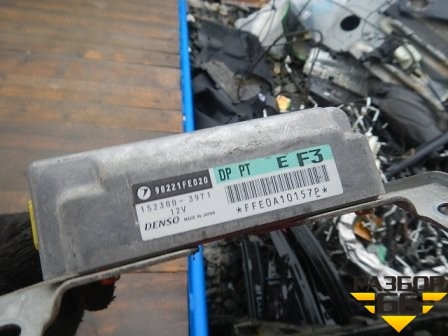 98221FE020 DP PT E F3
152300-3971
12V
DENSO MADE IN JAPAN
*FFE0A10157P*
РАЗБОР
66